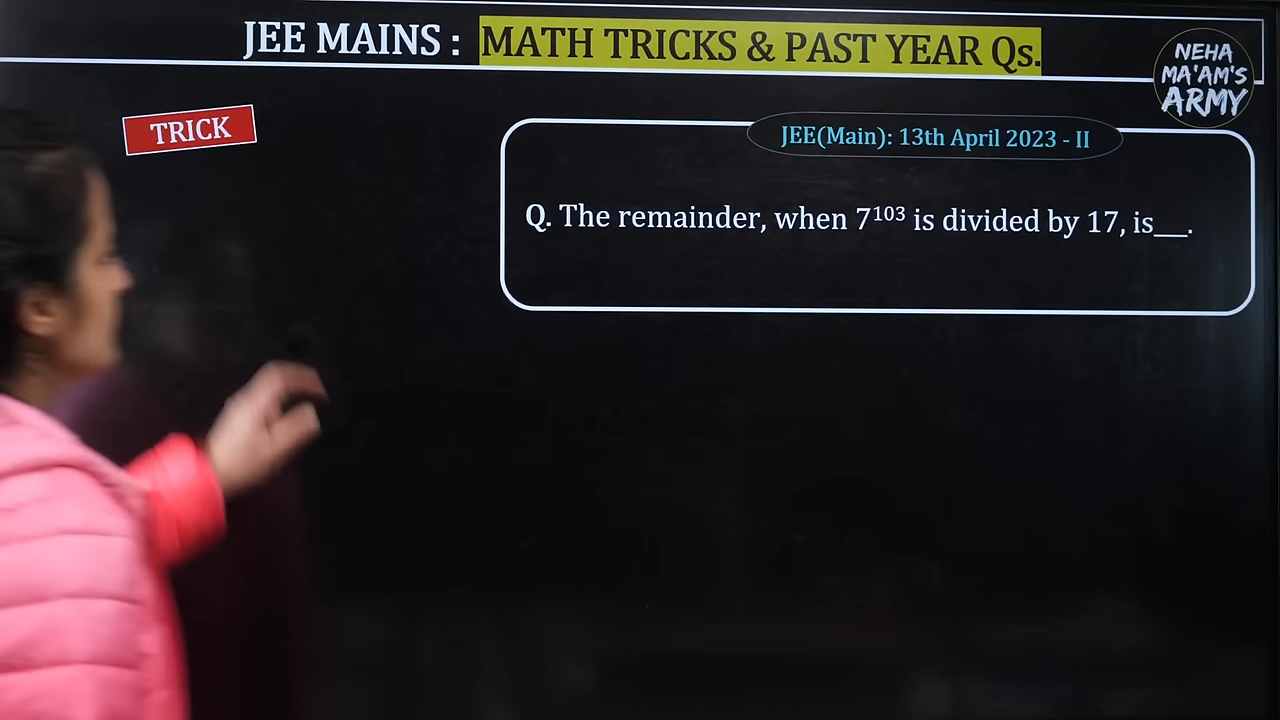 JEE MAINS : MATH TRICKS & PAST YEAR Qs.
NEHA
MA'AM'S
ARMY
TRICK
JEE(Main): 13th April 2023 - II
Q. The remainder, when 7¹⁰³ is divided by 17, is__.